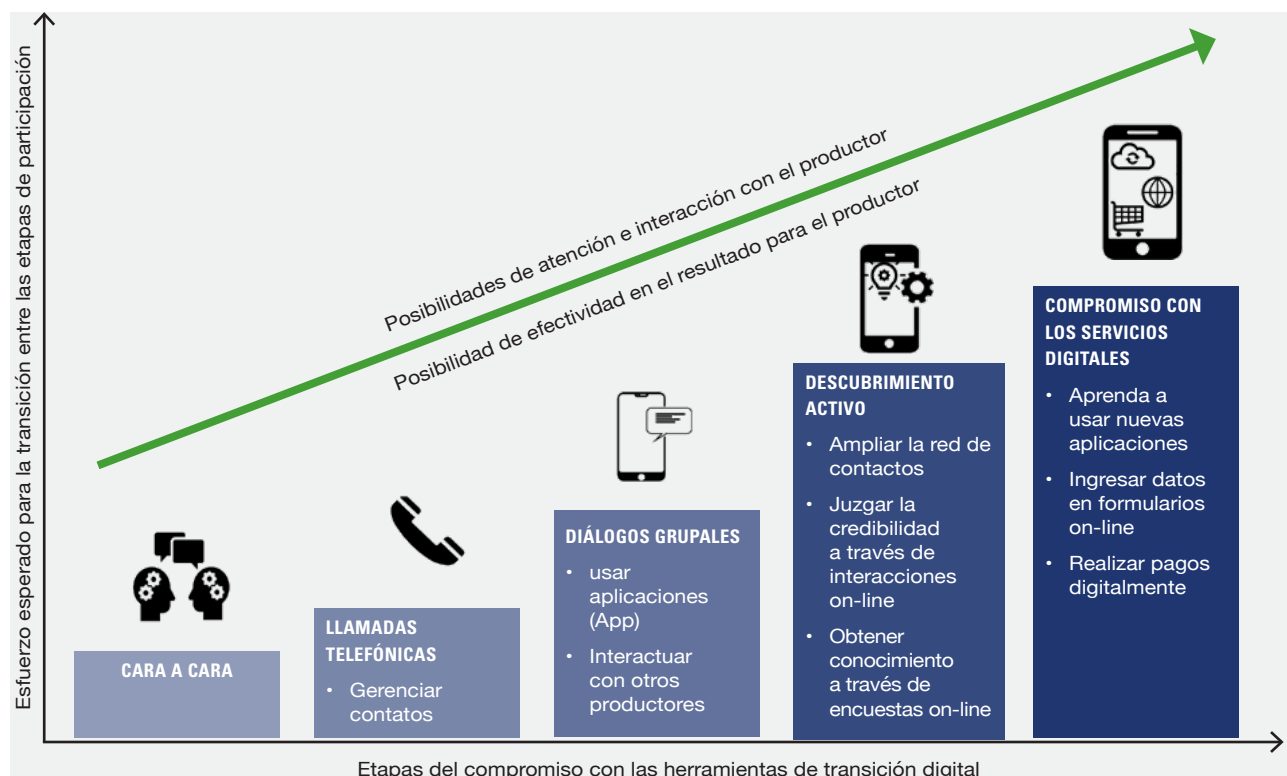 Esfuerzo esperado para la transición entre las etapas de participación
Posibilidades de atención e interacción con el productor
Posibilidad de efectividad en el resultado para el productor
CARA A CARA
LLAMADAS
TELEFÓNICAS
• Gerenciar
contatos
DIÁLOGOS GRUPALES
• usar
aplicaciones
(App)
• Interactuar
con otros
productores
DESCUBRIMIENTO
ACTIVO
• Ampliar la red de
contactos
• Juzgar la
credibilidad
a través de
interacciones
on-line
• Obtener
conocimiento
a través de
encuestas on-line
COMPROMISO CON
LOS SERVICIOS
DIGITALES
• Aprenda a
usar nuevas
aplicaciones
• Ingresar datos
en formularios
on-line
• Realizar pagos
digitalmente
Etapas del compromiso con las herramientas de transición digital